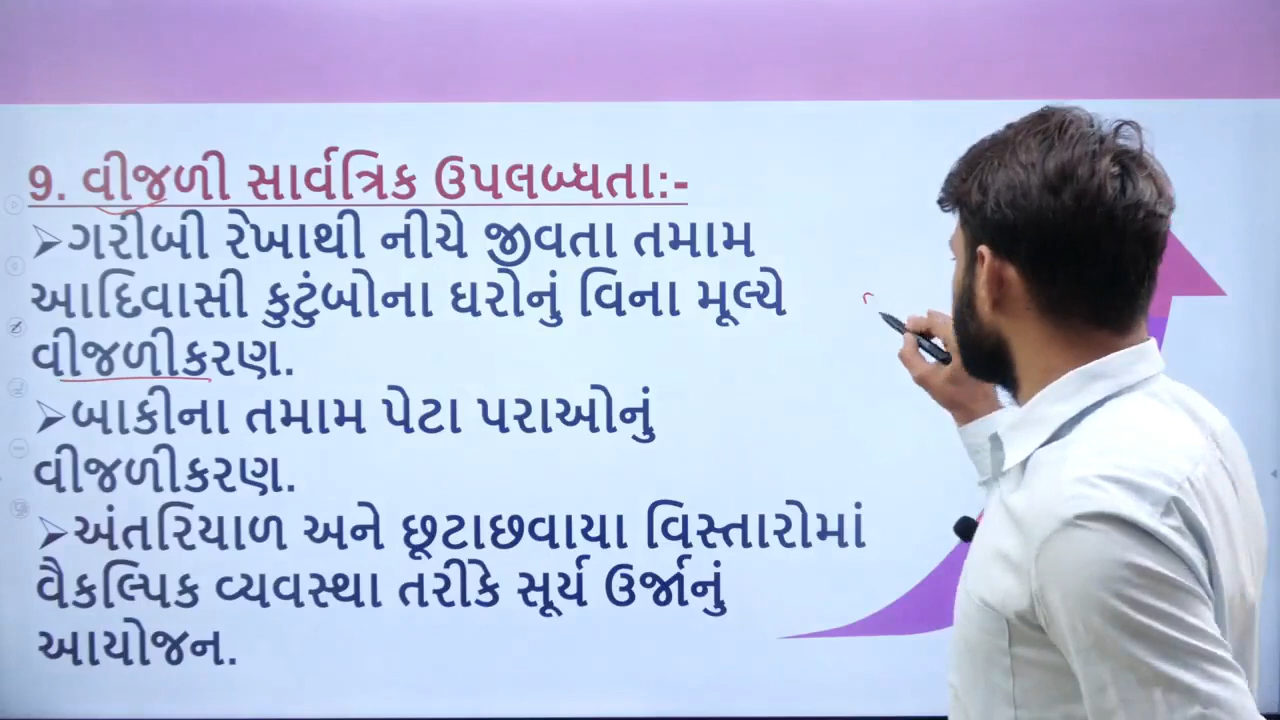 9. વીજળી સાર્વત્રિક ઉપલબ્ધતા:-
➢ગરીબી રેખાથી નીચે જીવતા તમામ
આદિવાસી કુટુંબોના ઘરોનું વિના મૂલ્યે
વીજળીકરણ.
➢બાકીના તમામ પેટા પરાઓનું
વીજળીકરણ.
➢અંતરિયાળ અને છૂટાછવાયા વિસ્તારોમાં
વૈકલ્પિક વ્યવસ્થા તરીકે સૂર્ય ઉર્જાનું
આયોજન.